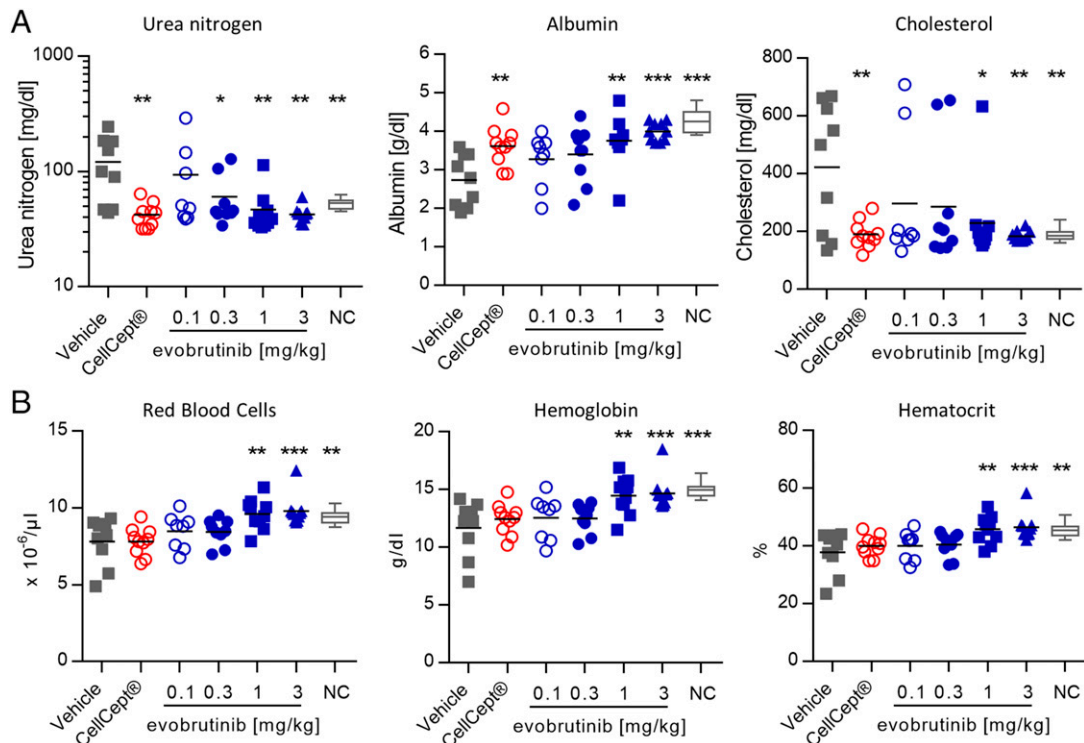 A
Urea nitrogen
Albumin
Cholesterol
Urea nitrogen [mg/dl]
1000
100
10
** * ** ** **
Vehicle
CellCept®
0.1 0.3 1 3 NC
evobrutinib [mg/kg]
Albumin [g/dl]
6
5
4
3
2
1
0
** ** *** ***
Vehicle
CellCept®
0.1 0.3 1 3 NC
evobrutinib [mg/kg]
Cholesterol [mg/dl]
800
600
400
200
0
** * ** **
Vehicle
CellCept®
0.1 0.3 1 3 NC
evobrutinib [mg/kg]
B
Red Blood Cells
Hemoglobin
Hematocrit
x 10⁻⁶/µl
15
10
5
0
** *** **
Vehicle
CellCept®
0.1 0.3 1 3 NC
evobrutinib [mg/kg]
g/dl
20
15
10
5
0
** *** ***
Vehicle
CellCept®
0.1 0.3 1 3 NC
evobrutinib [mg/kg]
%
80
60
40
20
0
** *** **
Vehicle
CellCept®
0.1 0.3 1 3 NC
evobrutinib [mg/kg]